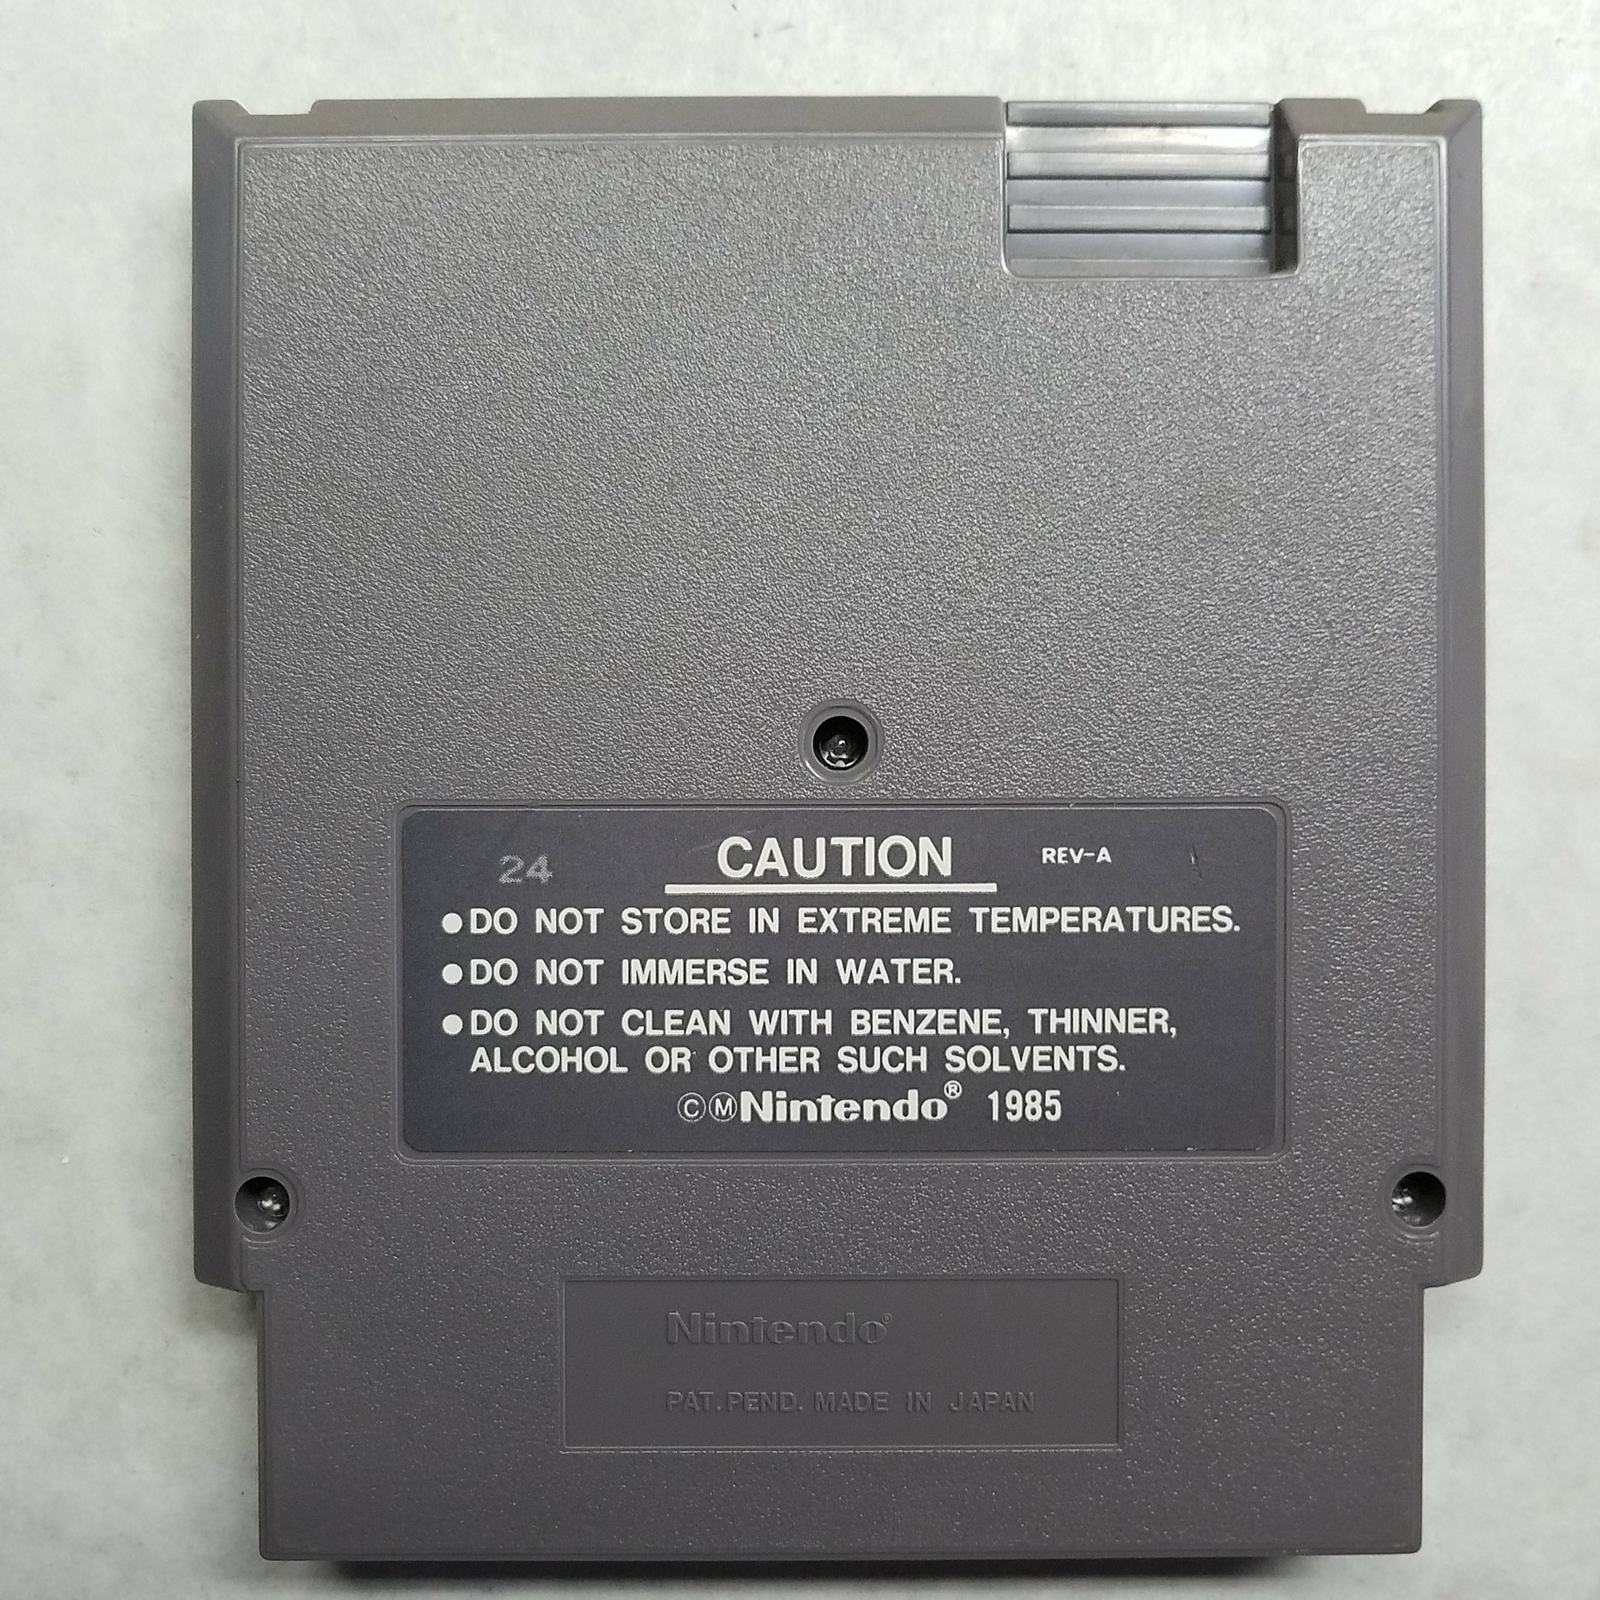 24 CAUTION REV-A
●DO NOT STORE IN EXTREME TEMPERATURES.
●DO NOT IMMERSE IN WATER.
●DO NOT CLEAN WITH BENZENE, THINNER,
ALCOHOL OR OTHER SUCH SOLVENTS.
ⒸⓂNintendo® 1985
Nintendo®
PAT.PEND. MADE IN JAPAN